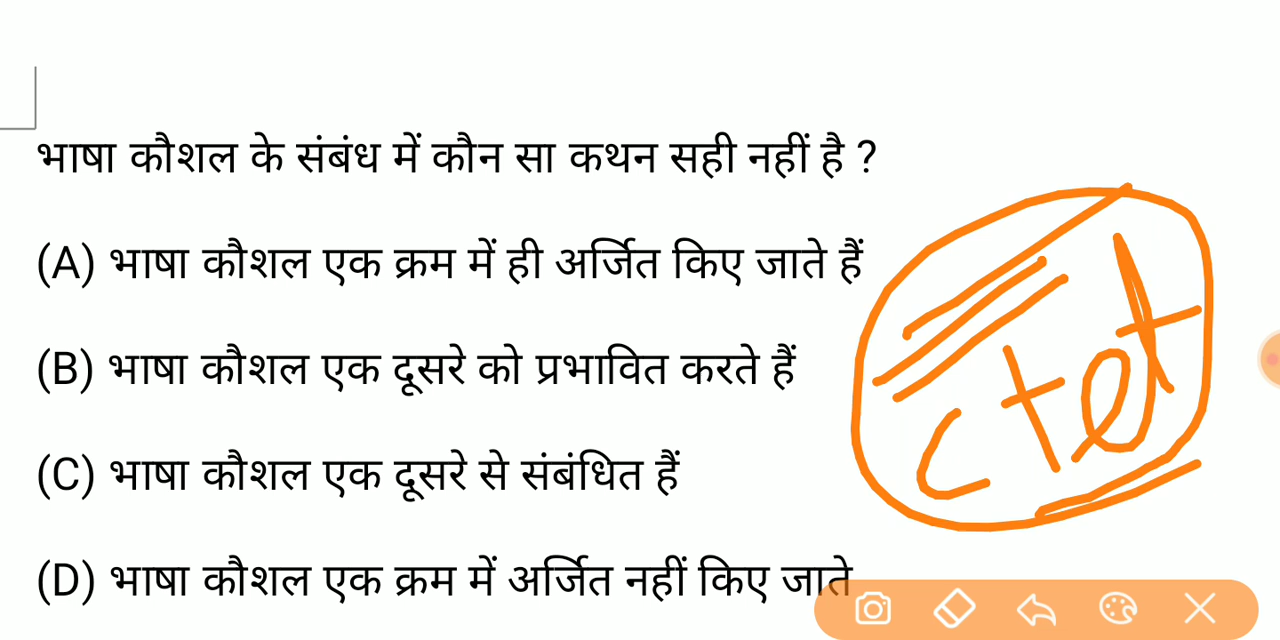 भाषा कौशल के संबंध में कौन सा कथन सही नहीं है ?
(A) भाषा कौशल एक क्रम में ही अर्जित किए जाते हैं
(B) भाषा कौशल एक दूसरे को प्रभावित करते हैं
(C) भाषा कौशल एक दूसरे से संबंधित हैं
(D) भाषा कौशल एक क्रम में अर्जित नहीं किए जाते
ctet